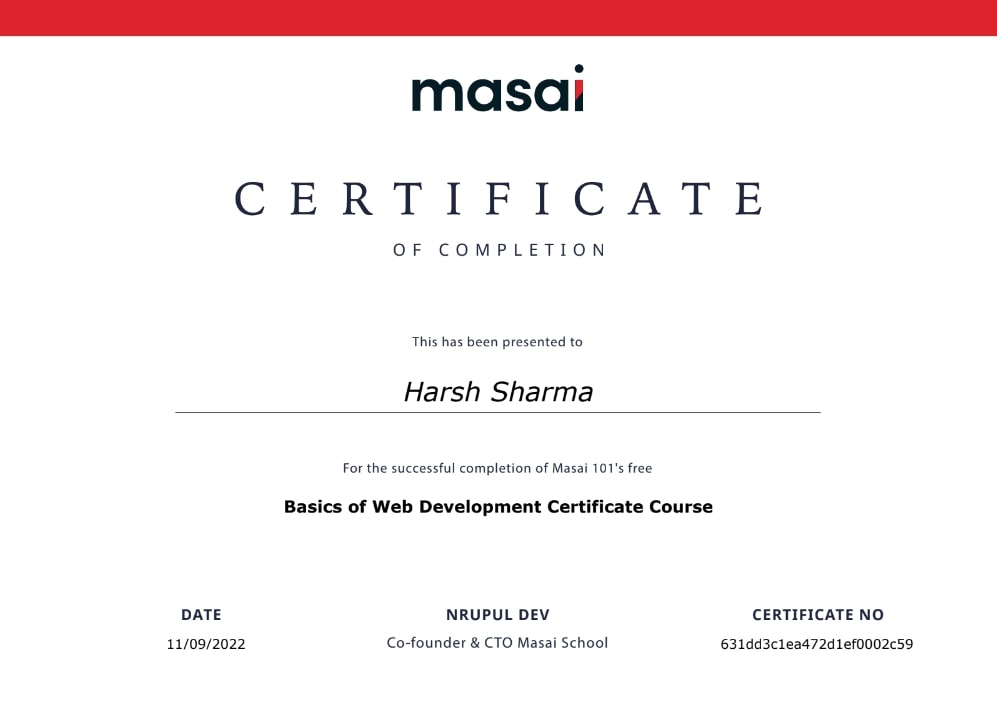 masai
CERTIFICATE
OF COMPLETION
This has been presented to
Harsh Sharma
For the successful completion of Masai 101's free
Basics of Web Development Certificate Course
DATE
11/09/2022
NRUPUL DEV
Co-founder & CTO Masai School
CERTIFICATE NO
631dd3c1ea472d1ef0002c59